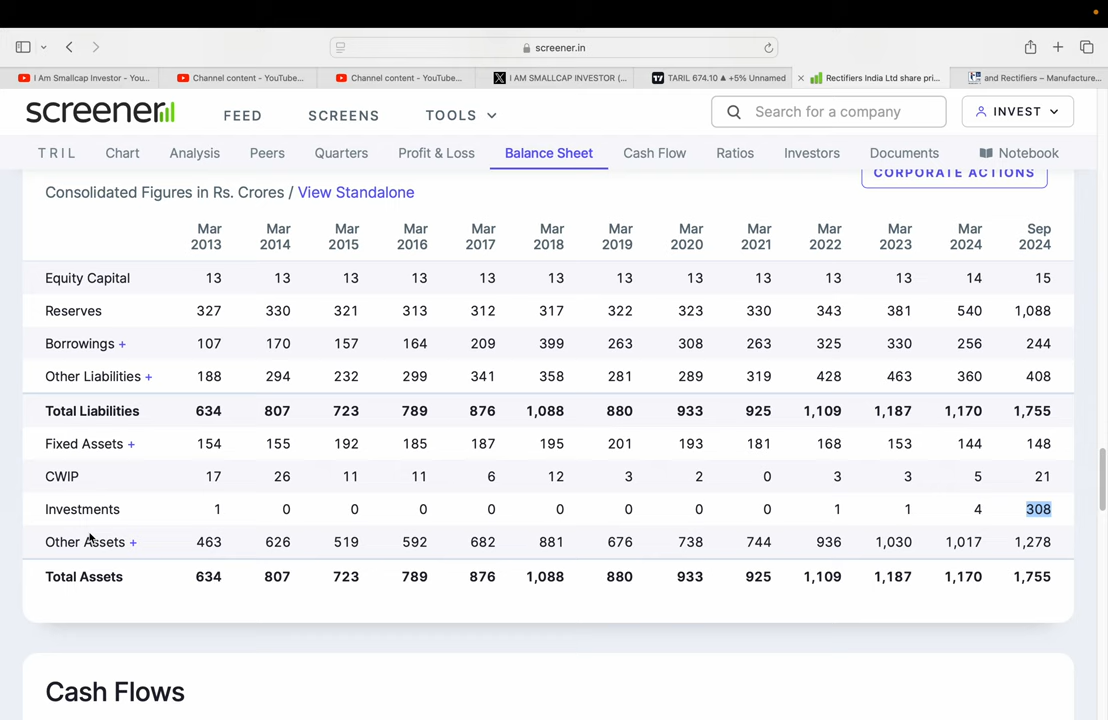 screener.in
I Am Smallcap Investor - You...
Channel content - YouTube...
Channel content - YouTube...
I AM SMALLCAP INVESTOR (...
TARIL 674.10 ▲ +5% Unnamed
Rectifiers India Ltd share pri...
and Rectifiers – Manufacture...
screener
FEED
SCREENS
TOOLS
Search for a company
INVEST
T R I L
Chart
Analysis
Peers
Quarters
Profit & Loss
Balance Sheet
Cash Flow
Ratios
Investors
Documents
Notebook
Consolidated Figures in Rs. Crores / View Standalone
CORPORATE ACTIONS
Mar 2013 Mar 2014 Mar 2015 Mar 2016 Mar 2017 Mar 2018 Mar 2019 Mar 2020 Mar 2021 Mar 2022 Mar 2023 Mar 2024 Sep 2024
Equity Capital 13 13 13 13 13 13 13 13 13 13 13 14 15
Reserves 327 330 321 313 312 317 322 323 330 343 381 540 1,088
Borrowings + 107 170 157 164 209 399 263 308 263 325 330 256 244
Other Liabilities + 188 294 232 299 341 358 281 289 319 428 463 360 408
Total Liabilities 634 807 723 789 876 1,088 880 933 925 1,109 1,187 1,170 1,755
Fixed Assets + 154 155 192 185 187 195 201 193 181 168 153 144 148
CWIP 17 26 11 11 6 12 3 2 0 3 3 5 21
Investments 1 0 0 0 0 0 0 0 0 1 1 4 308
Other Assets + 463 626 519 592 682 881 676 738 744 936 1,030 1,017 1,278
Total Assets 634 807 723 789 876 1,088 880 933 925 1,109 1,187 1,170 1,755
Cash Flows